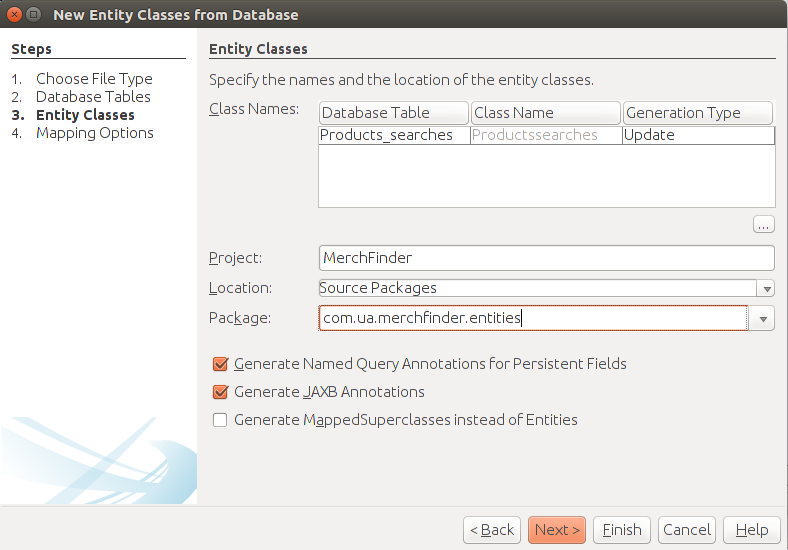 New Entity Classes from Database
Steps
1. Choose File Type
2. Database Tables
3. Entity Classes
4. Mapping Options
Entity Classes
Specify the names and the location of the entity classes.
Class Names:
Database Table Class Name Generation Type
Products_searches Productssearches Update
...
Project: MerchFinder
Location: Source Packages
Package: com.ua.merchfinder.entities
Generate Named Query Annotations for Persistent Fields
Generate JAXB Annotations
Generate MappedSuperclasses instead of Entities
< Back Next > Finish Cancel Help